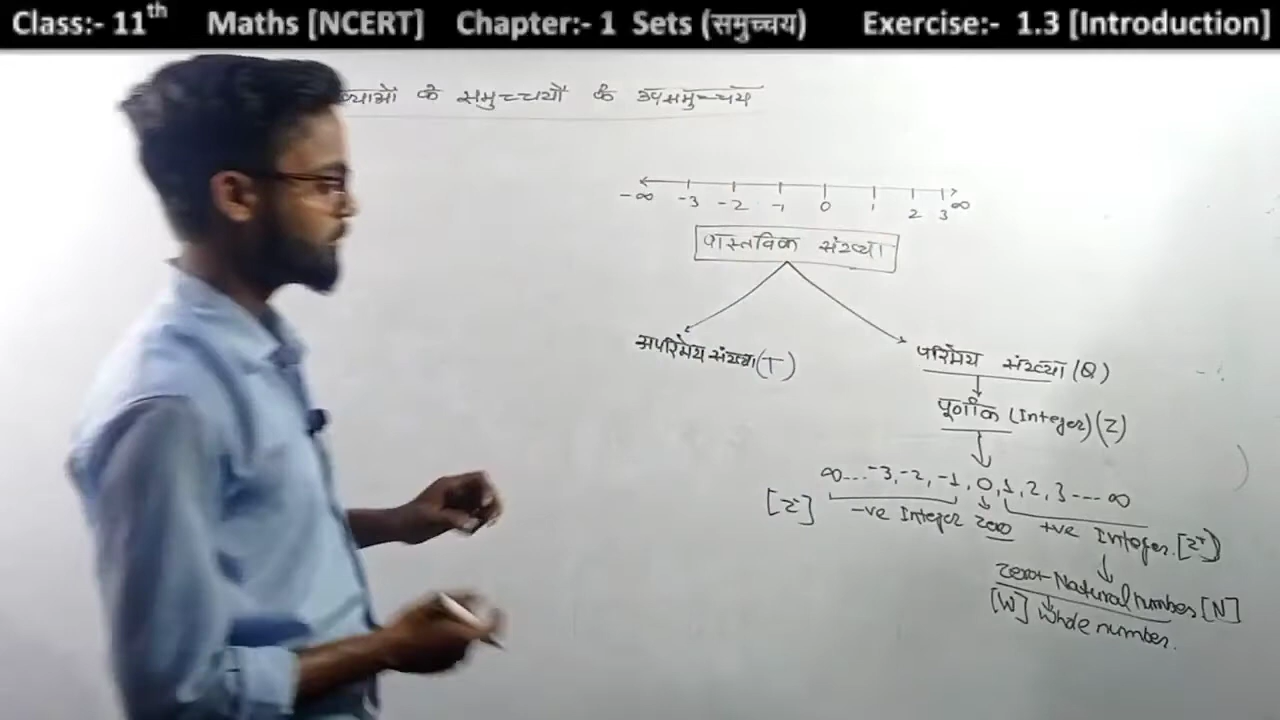 Class:- 11th Maths [NCERT] Chapter:- 1 Sets (समुच्चय) Exercise:- 1.3 [Introduction]
के समुच्चयों के उपसमुच्चय
-∞ -3 -2 -1 0 1 2 3 ∞
वास्तविक संख्या
अपरिमेय संख्या (T)
परिमेय संख्या (Q)
पूर्णांक (Integer) (Z)
∞...-3, -2, -1, 0, 1, 2, 3 ---- ∞
[Z-] -ve Integer zero +ve Integer. [Z+]
zero+ Natural number [N]
[W] Whole number.